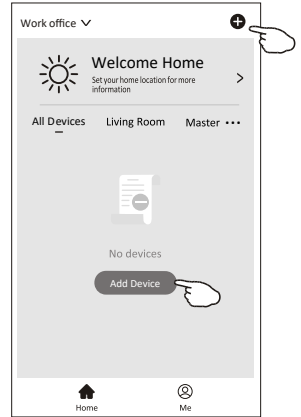 Work office
Welcome Home
Set your home location for more
information
All Devices Living Room Master
No devices
Add Device
Home Me